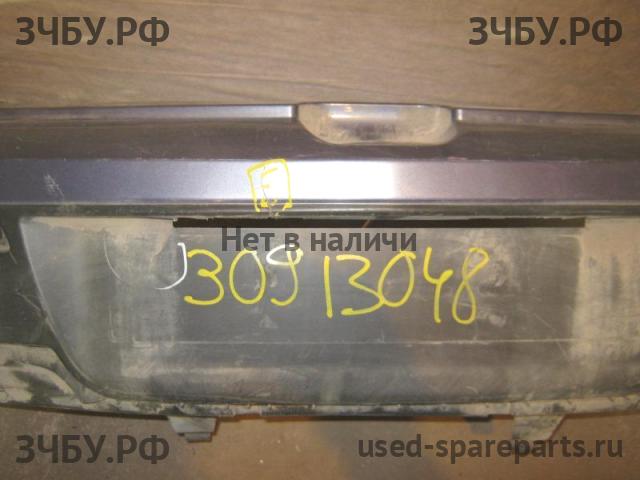 ЗЧБУ.РФ ЗЧБУ.РФ
E
Нет в наличи
30913048
ЗЧБУ.РФ used-spareparts.ru